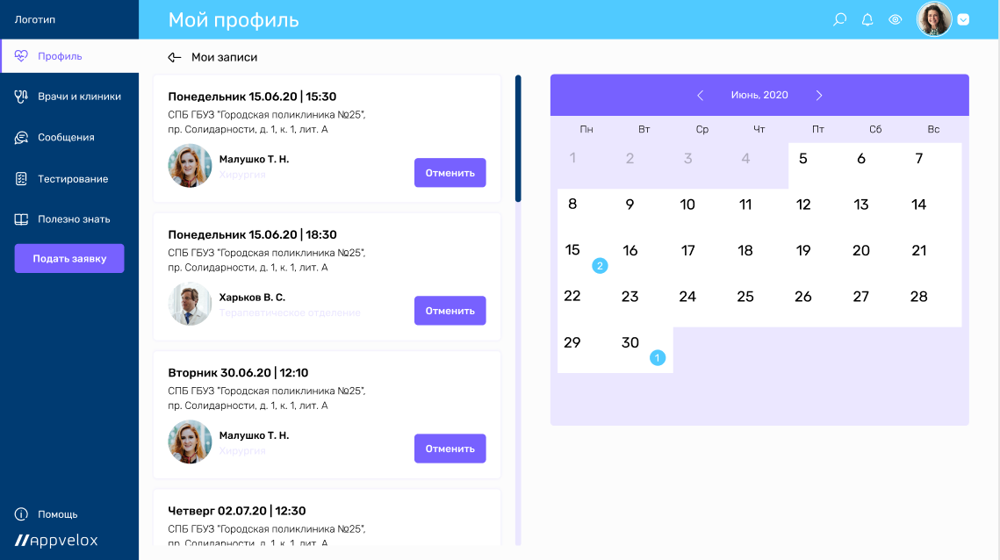 Логотип
Мой профиль
Профиль
Врачи и клиники
Сообщения
Тестирование
Полезно знать
Подать заявку
Помощь
appvelox
Мои записи
Понедельник 15.06.20 | 15:30
СПБ ГБУЗ "Городская поликлиника №25",
пр. Солидарности, д. 1, к. 1, лит. А
Малушко Т. Н.
Хирургия
Отменить
Понедельник 15.06.20 | 18:30
СПБ ГБУЗ "Городская поликлиника №25",
пр. Солидарности, д. 1, к. 1, лит. А
Харьков В. С.
Терапевтическое отделение
Отменить
Вторник 30.06.20 | 12:10
СПБ ГБУЗ "Городская поликлиника №25",
пр. Солидарности, д. 1, к. 1, лит. А
Малушко Т. Н.
Хирургия
Отменить
Четверг 02.07.20 | 12:30
СПБ ГБУЗ "Городская поликлиника №25",
пр. Солидарности, д. 1, к. 1, лит. А
Июнь, 2020
Пн Вт Ср Чт Пт Сб Вс
1 2 3 4 5 6 7
8 9 10 11 12 13 14
15 16 17 18 19 20 21
2
22 23 24 25 26 27 28
29 30
1